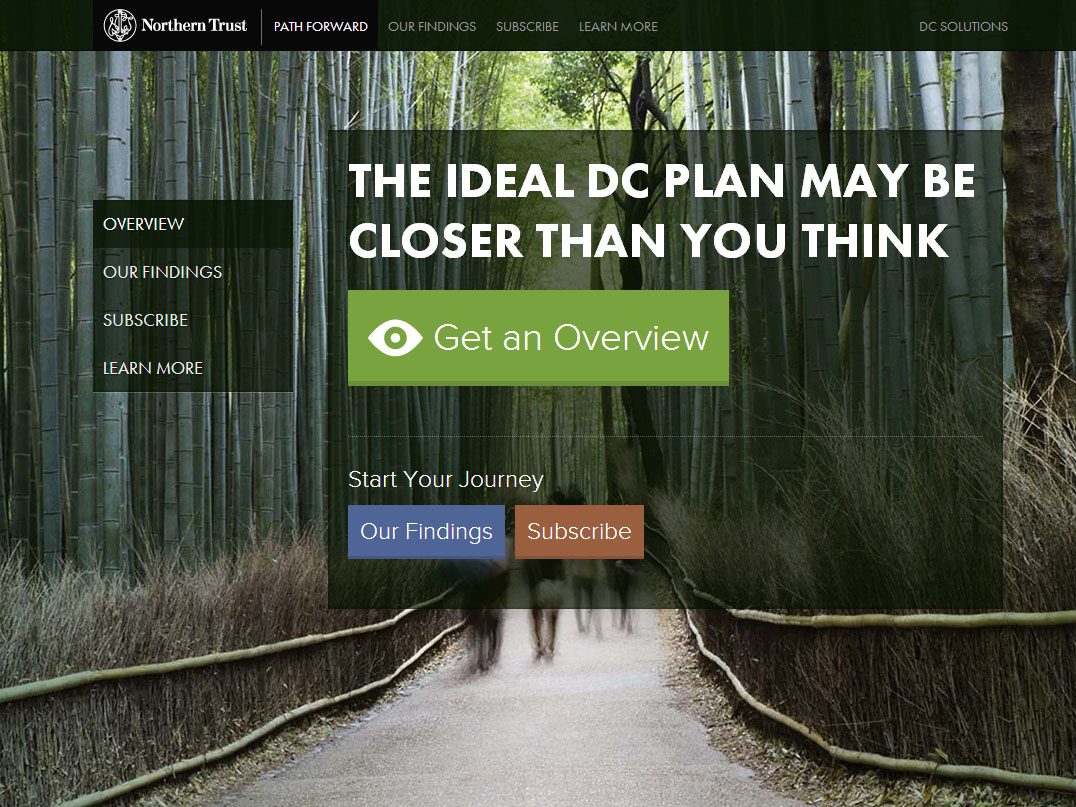 Northern Trust
PATH FORWARD
OUR FINDINGS
SUBSCRIBE
LEARN MORE
DC SOLUTIONS
OVERVIEW
OUR FINDINGS
SUBSCRIBE
LEARN MORE
THE IDEAL DC PLAN MAY BE
CLOSER THAN YOU THINK
Get an Overview
Start Your Journey
Our Findings
Subscribe